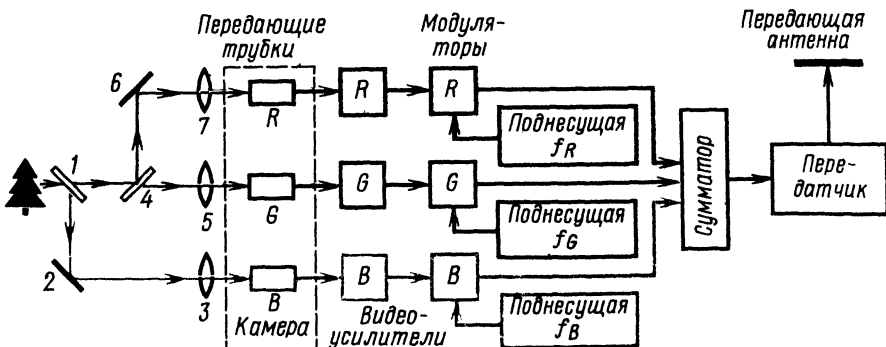 Передающие
трубки
Модуля-
торы
Передающая
антенна
6
7
R
R
R
Поднесущая
fR
1
4
5
G
G
G
Поднесущая
fG
Сумматор
Пере-
датчик
2
3
B
B
B
Поднесущая
fB
Камера
Видео-
усилители